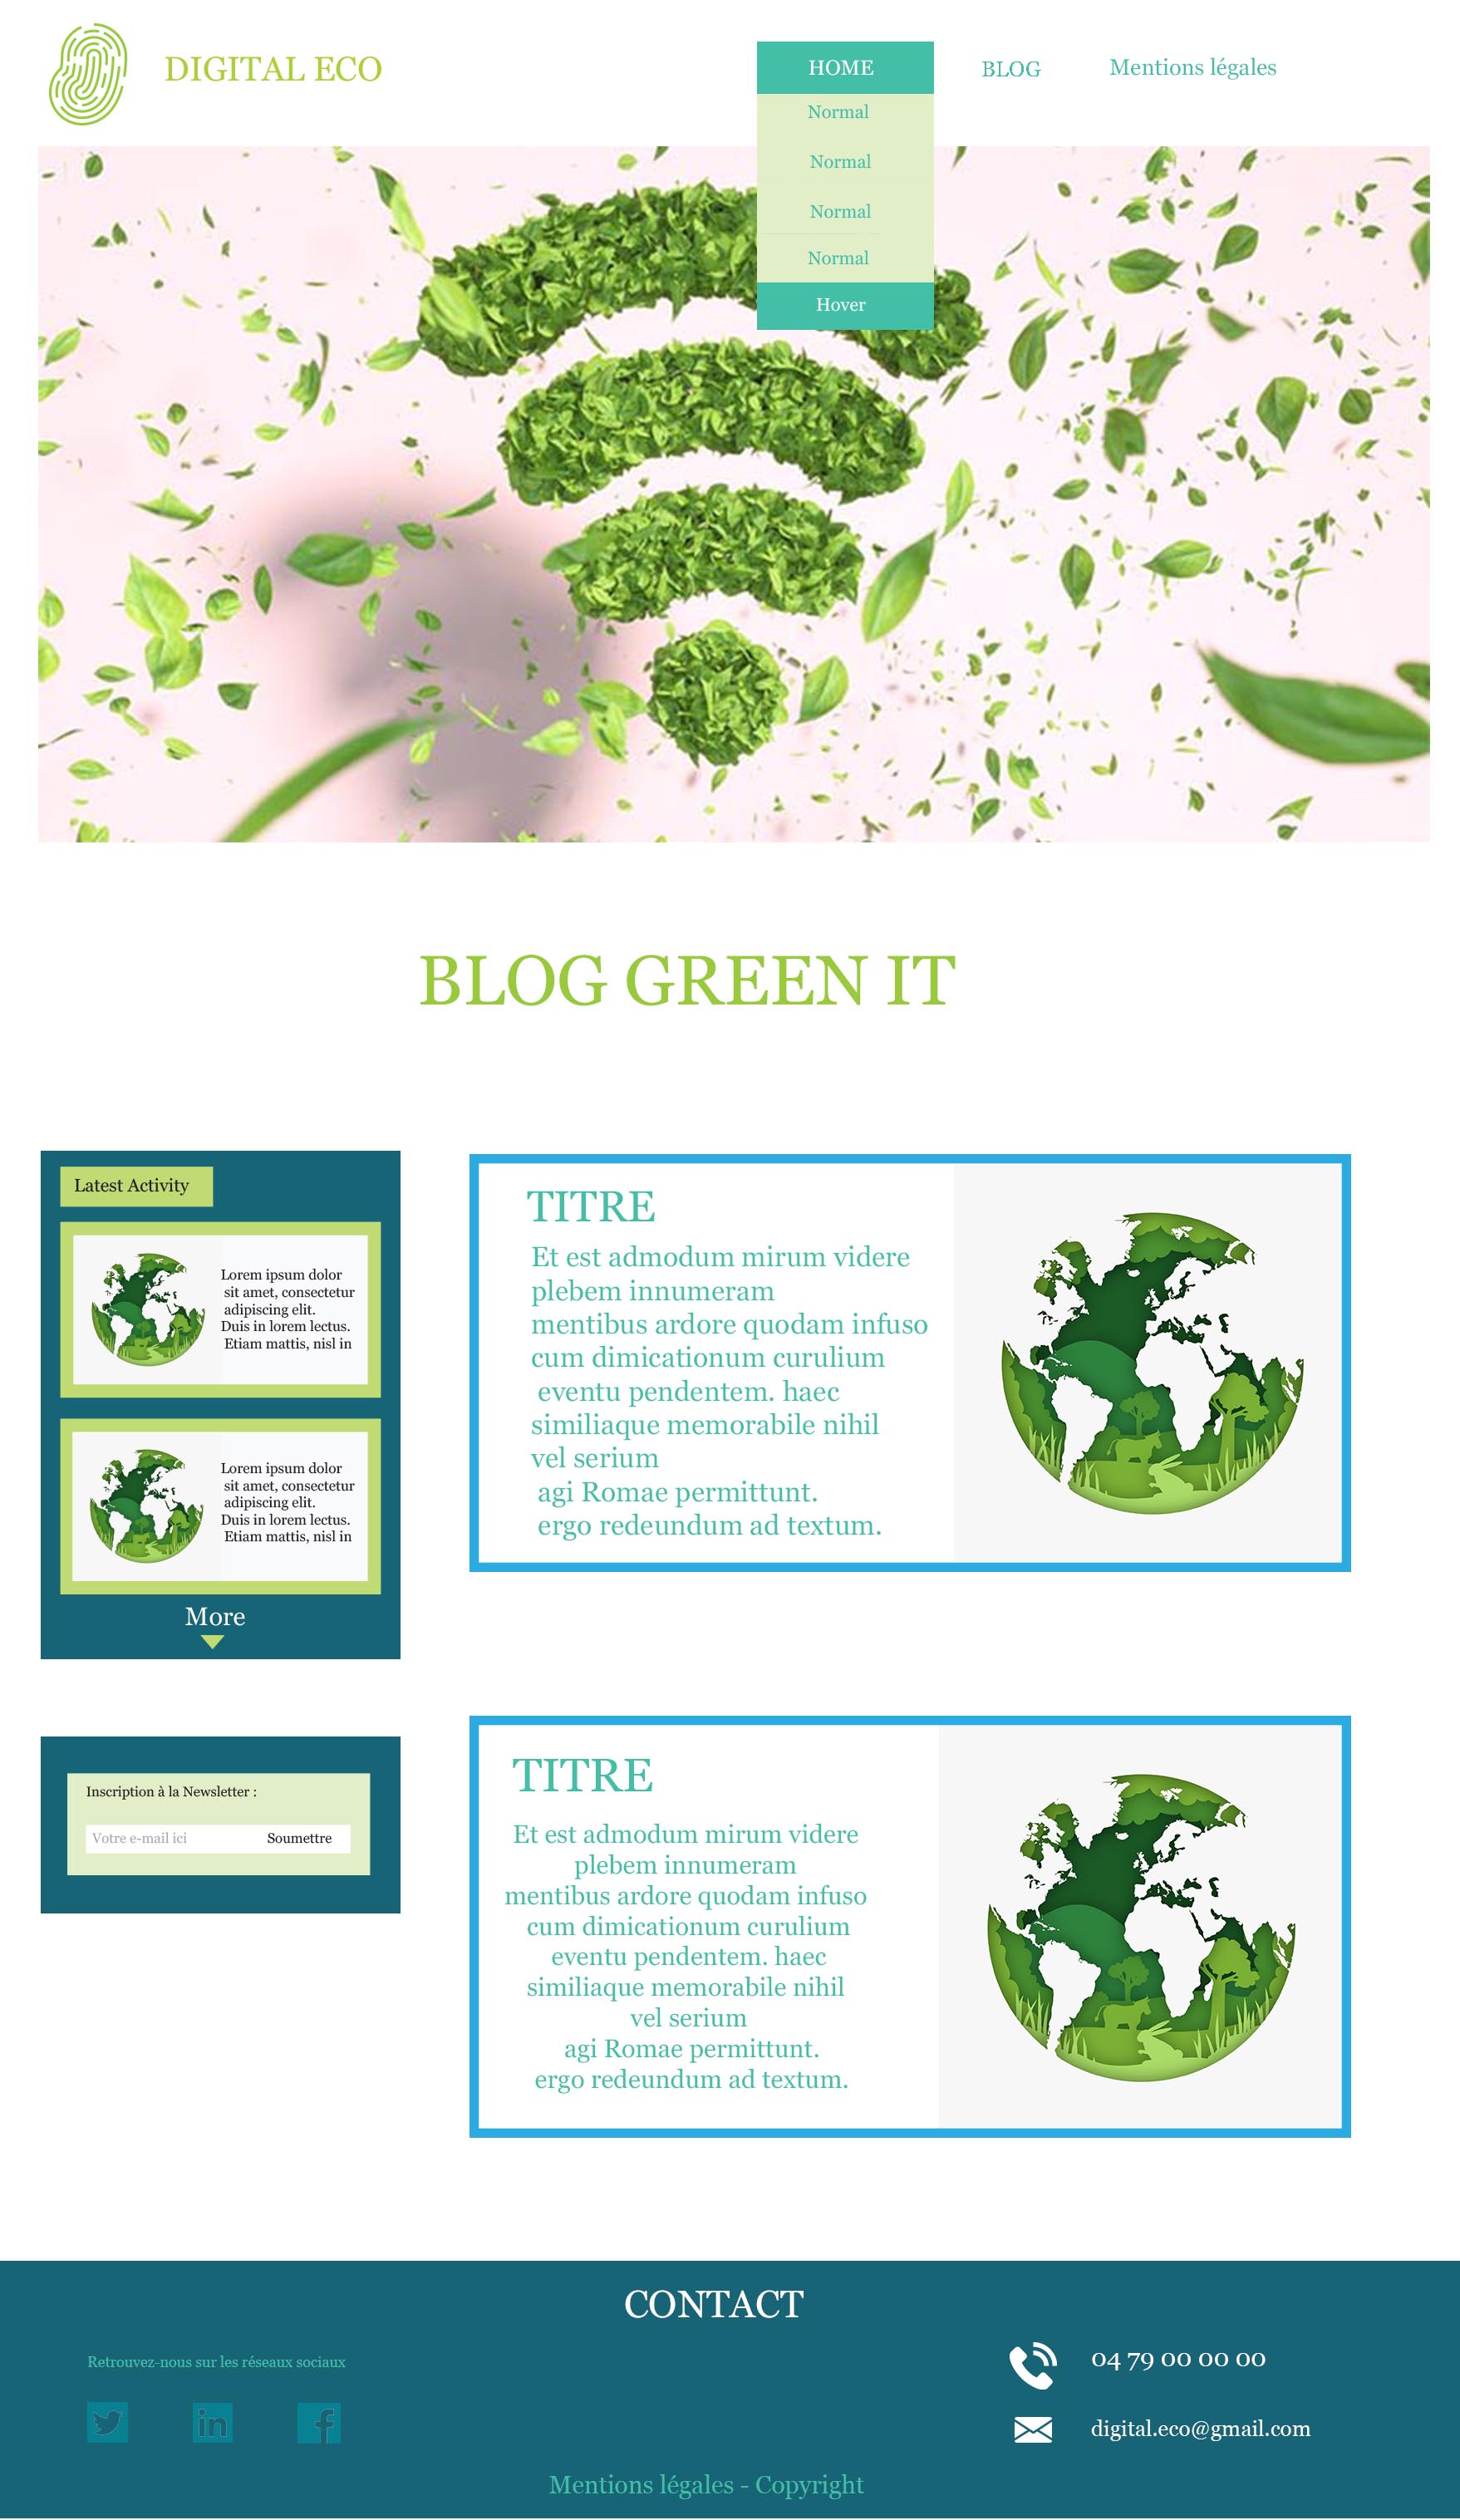 DIGITAL ECO
HOME
BLOG
Mentions légales
Normal
Normal
Normal
Normal
Hover
BLOG GREEN IT
Latest Activity
Lorem ipsum dolor
sit amet, consectetur
adipiscing elit.
Duis in lorem lectus.
Etiam mattis, nisl in
Lorem ipsum dolor
sit amet, consectetur
adipiscing elit.
Duis in lorem lectus.
Etiam mattis, nisl in
More
Inscription à la Newsletter :
Votre e-mail ici
Soumettre
TITRE
Et est admodum mirum videre
plebem innumeram
mentibus ardore quodam infuso
cum dimicationum curulium
eventu pendentem. haec
similiaque memorabile nihil
vel serium
agi Romae permittunt.
ergo redeundum ad textum.
TITRE
Et est admodum mirum videre
plebem innumeram
mentibus ardore quodam infuso
cum dimicationum curulium
eventu pendentem. haec
similiaque memorabile nihil
vel serium
agi Romae permittunt.
ergo redeundum ad textum.
CONTACT
Retrouvez-nous sur les réseaux sociaux
in
f
04 79 00 00 00
digital.eco@gmail.com
Mentions légales - Copyright